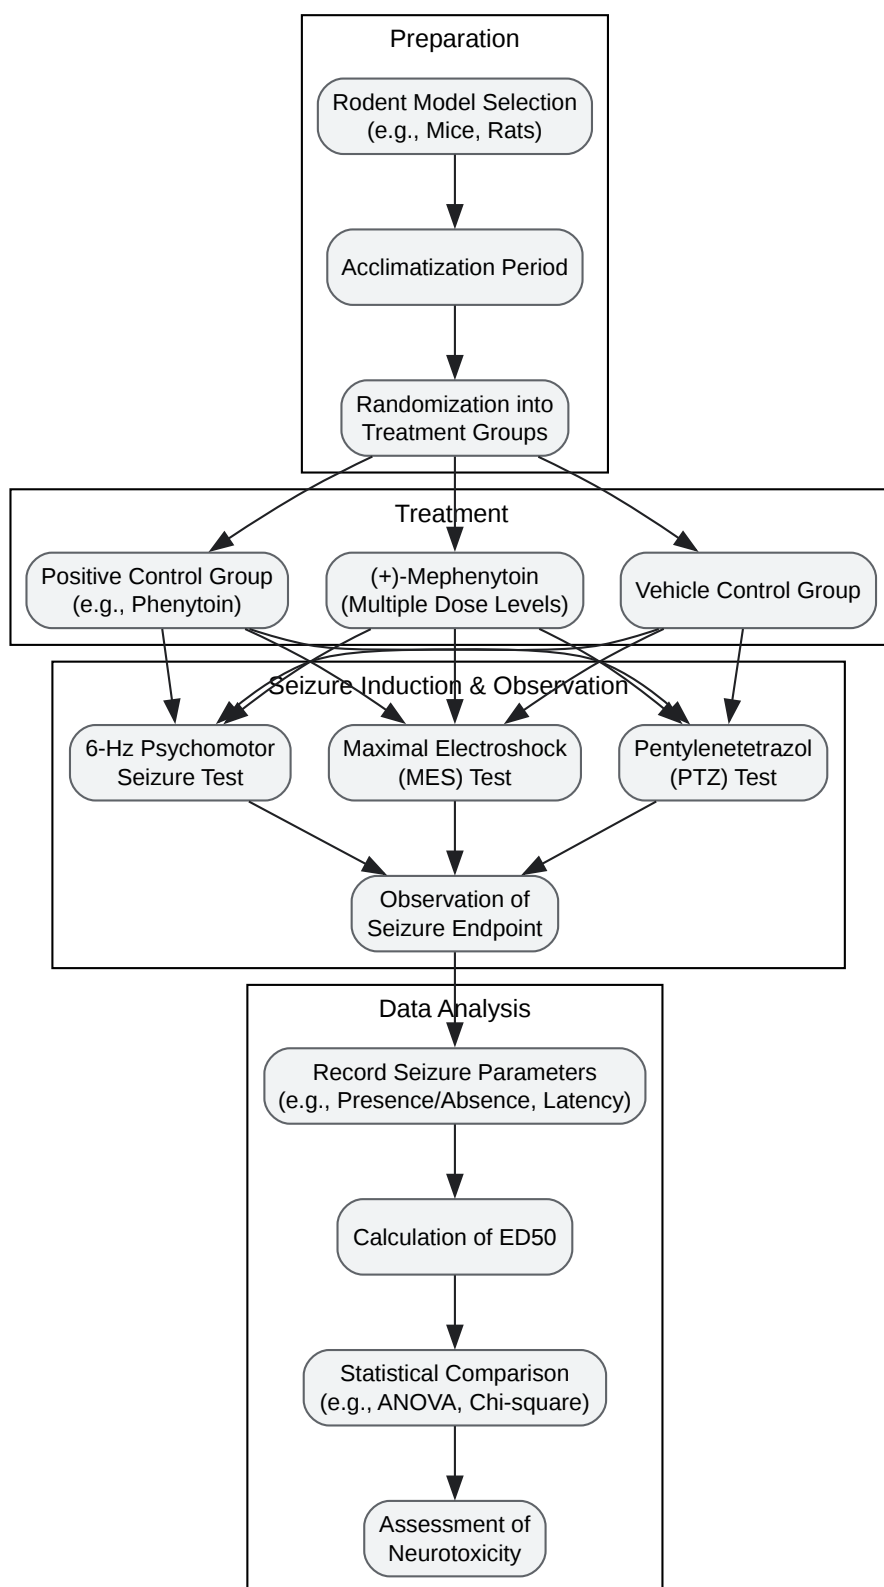 Preparation
Rodent Model Selection
(e.g., Mice, Rats)
Acclimatization Period
Randomization into
Treatment Groups
Treatment
Positive Control Group
(e.g., Phenytoin)
(+)-Mephenytoin
(Multiple Dose Levels)
Vehicle Control Group
Seizure Induction & Observation
6-Hz Psychomotor
Seizure Test
Maximal Electroshock
(MES) Test
Pentylenetetrazol
(PTZ) Test
Observation of
Seizure Endpoint
Data Analysis
Record Seizure Parameters
(e.g., Presence/Absence, Latency)
Calculation of ED50
Statistical Comparison
(e.g., ANOVA, Chi-square)
Assessment of
Neurotoxicity